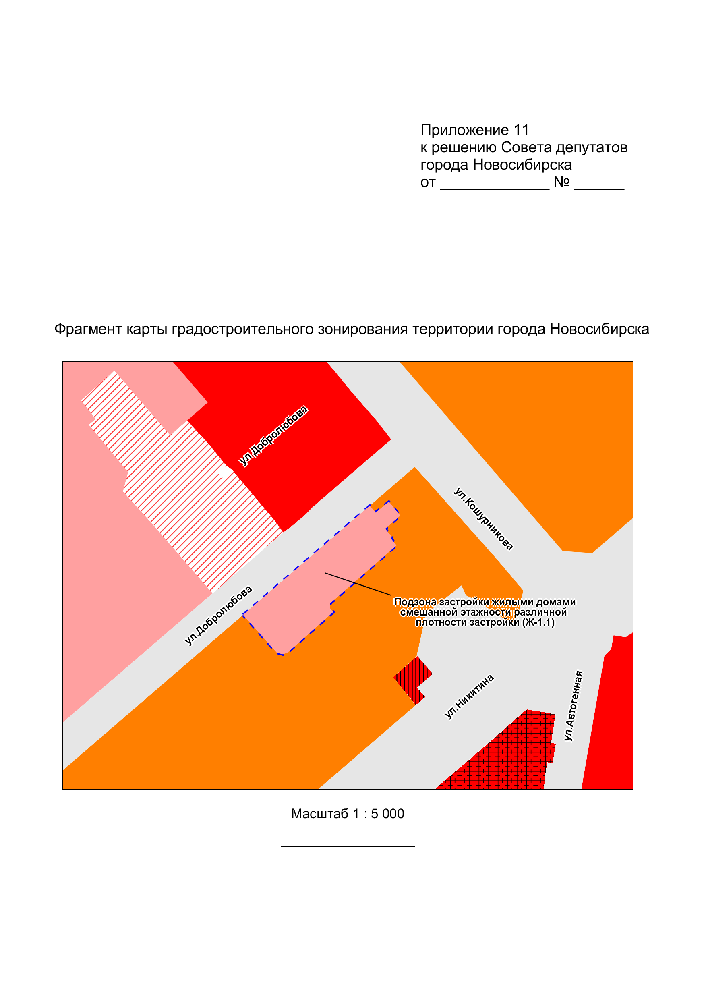 Приложение 11
к решению Совета депутатов
города Новосибирска
от _____________ № ______
Фрагмент карты градостроительного зонирования территории города Новосибирска
ул.Добролюбова
ул.Кошурникова
ул.Добролюбова
Подзона застройки жилыми домами
смешанной этажности различной
плотности застройки (Ж-1.1)
ул.Никитина
ул.Автогенная
Масштаб 1 : 5 000